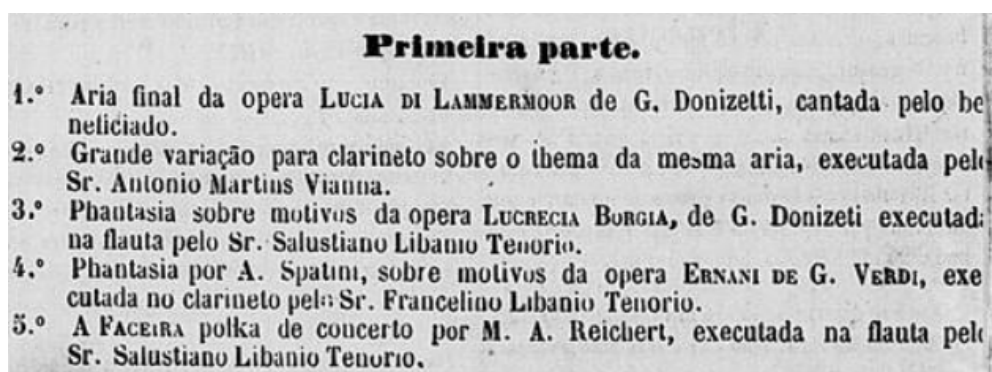 Primeira parte.
1.º Aria final da opera LUCIA DI LAMMERMOOR de G. Donizetti, cantada pelo be
neficiado.
2.º Grande variação para clarineto sobre o thema da mesma aria, executada pelo
Sr. Antonio Martins Vianna.
3.º Phantasia sobre motivos da opera LUCRECIA BORGIA, de G. Donizeti executada
na flauta pelo Sr. Salustiano Libanio Tenorio.
4.º Phantasia por A. Spatini, sobre motivos da opera ERNANI DE G. VERDI, exe
cutada no clarineto pelo Sr. Francelino Libanio Tenorio.
5.º A FACEIRA polka de concerto por M. A. Reichert, executada na flauta pelo
Sr. Salustiano Libanio Tenorio.